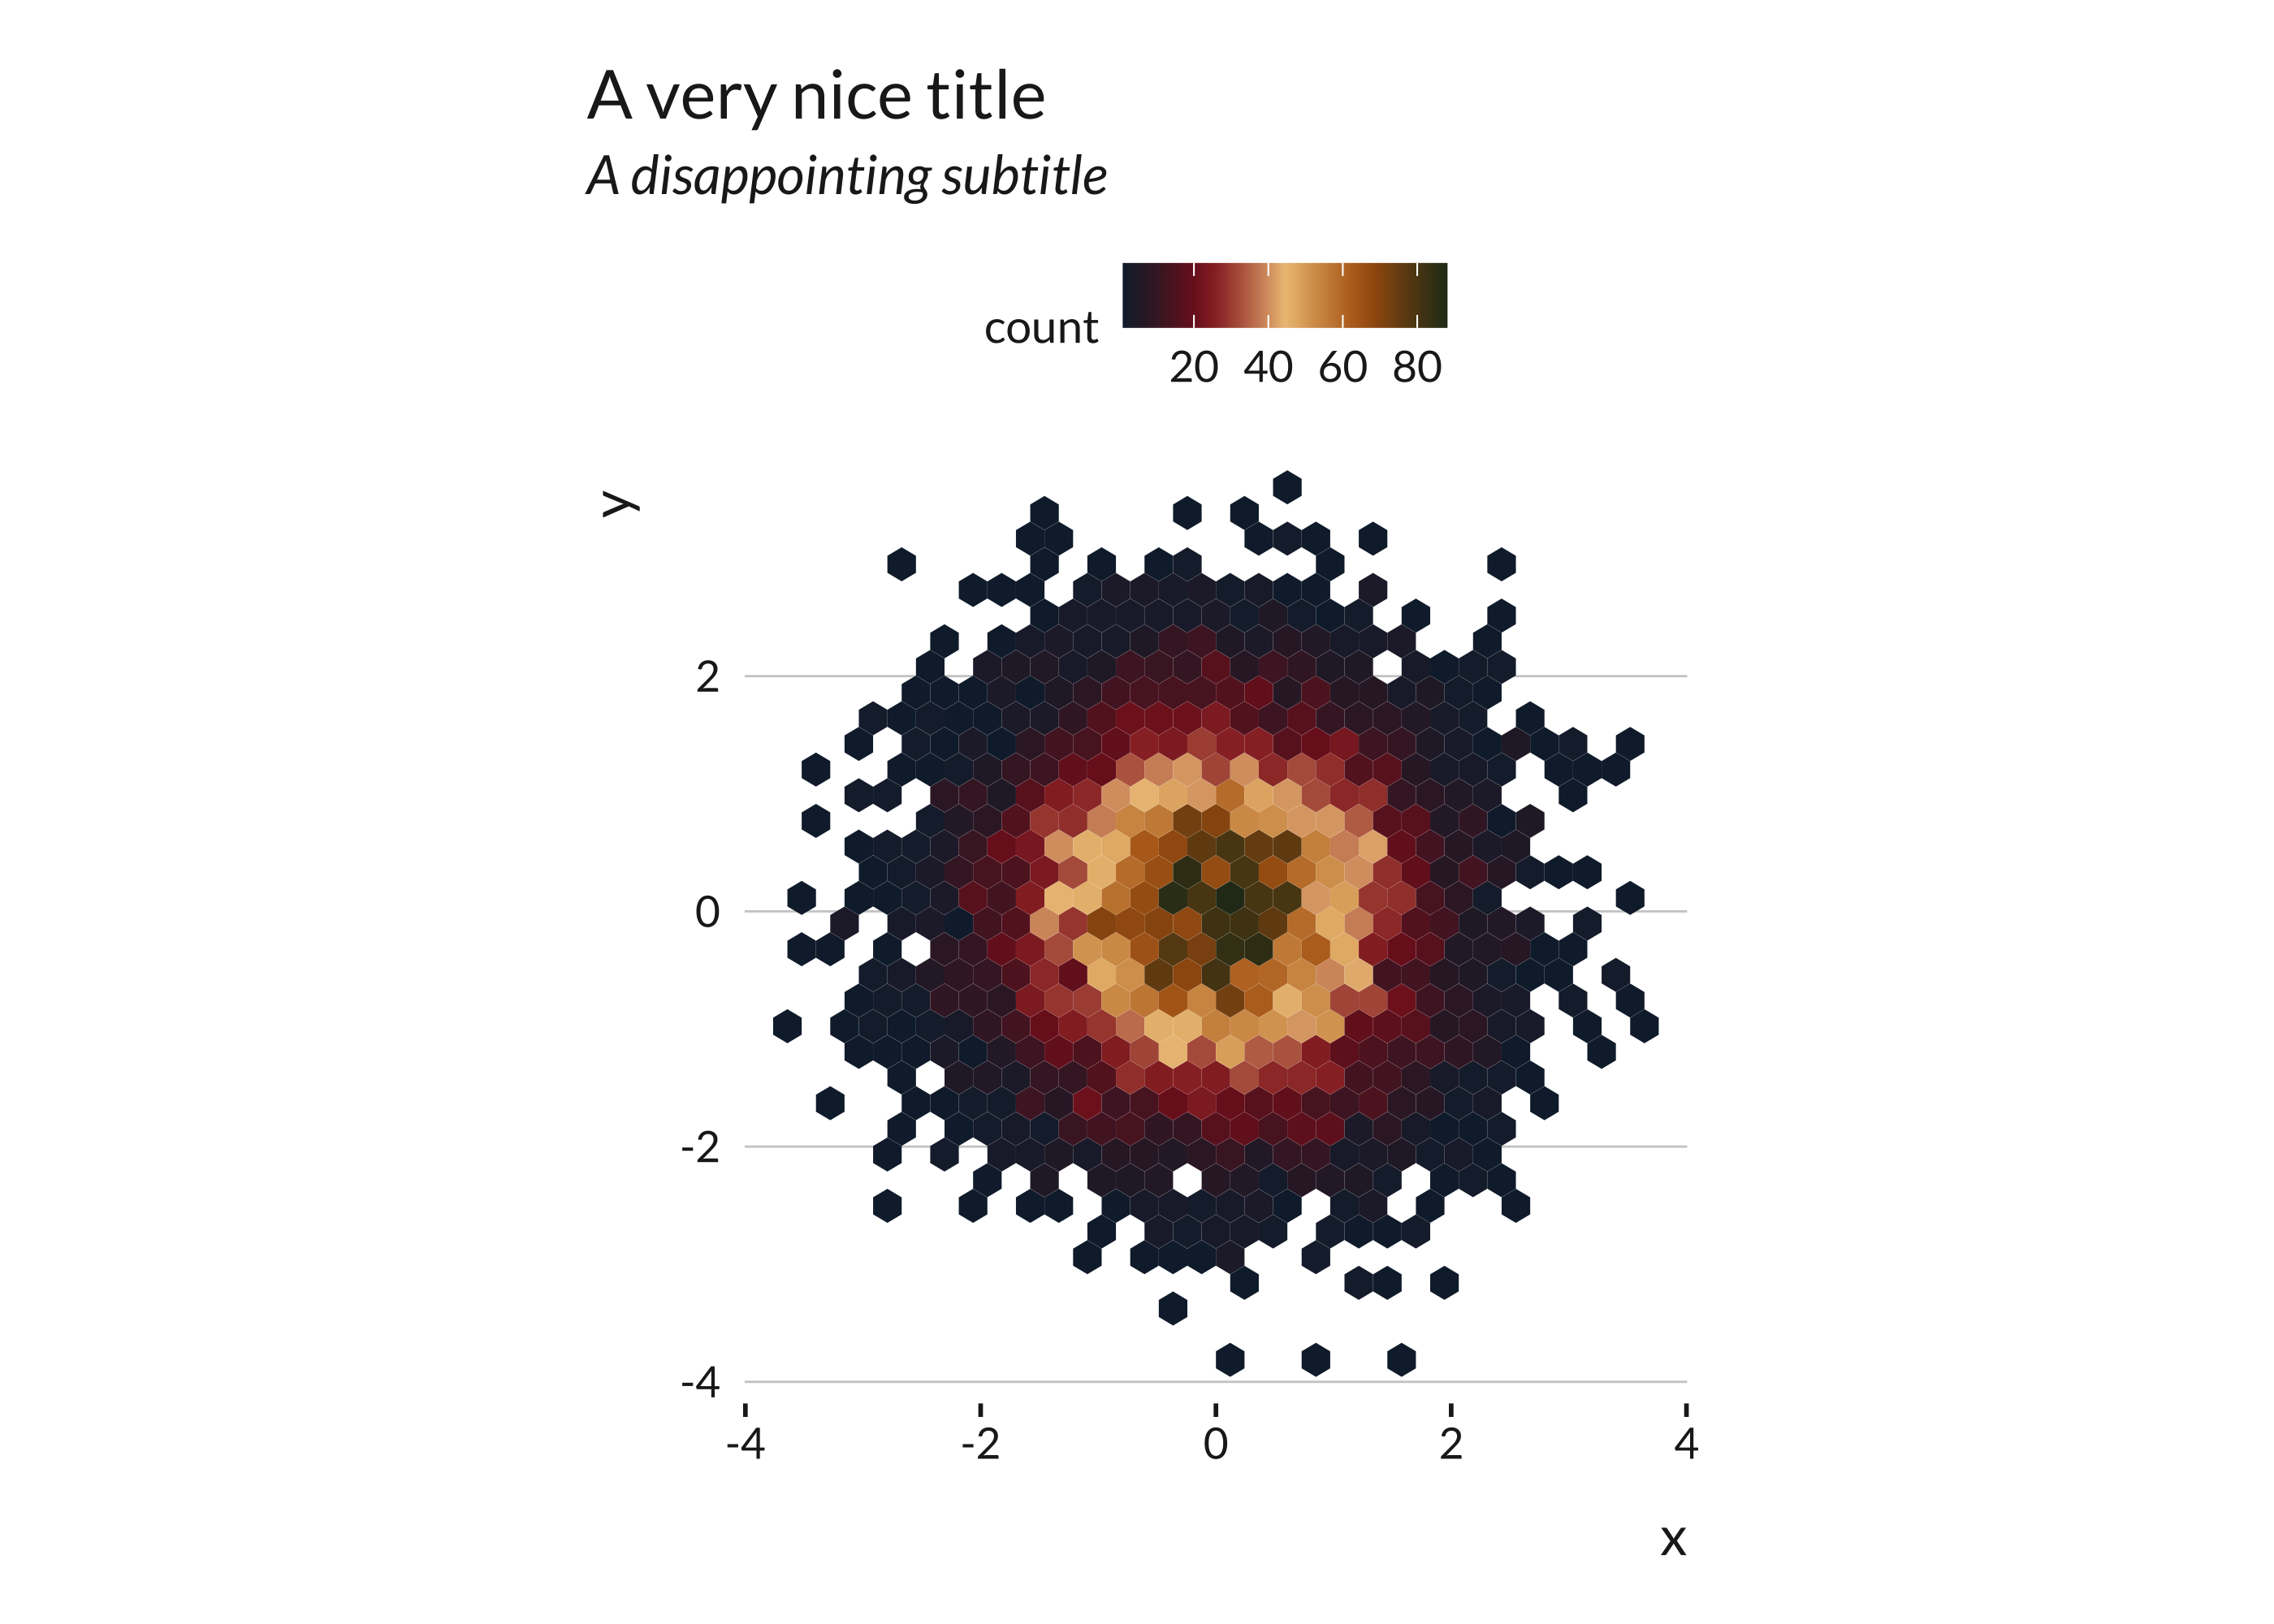 A very nice title
A disappointing subtitle
count
20 40 60 80
y
2
0
-2
-4
-4 -2 0 2 4
x